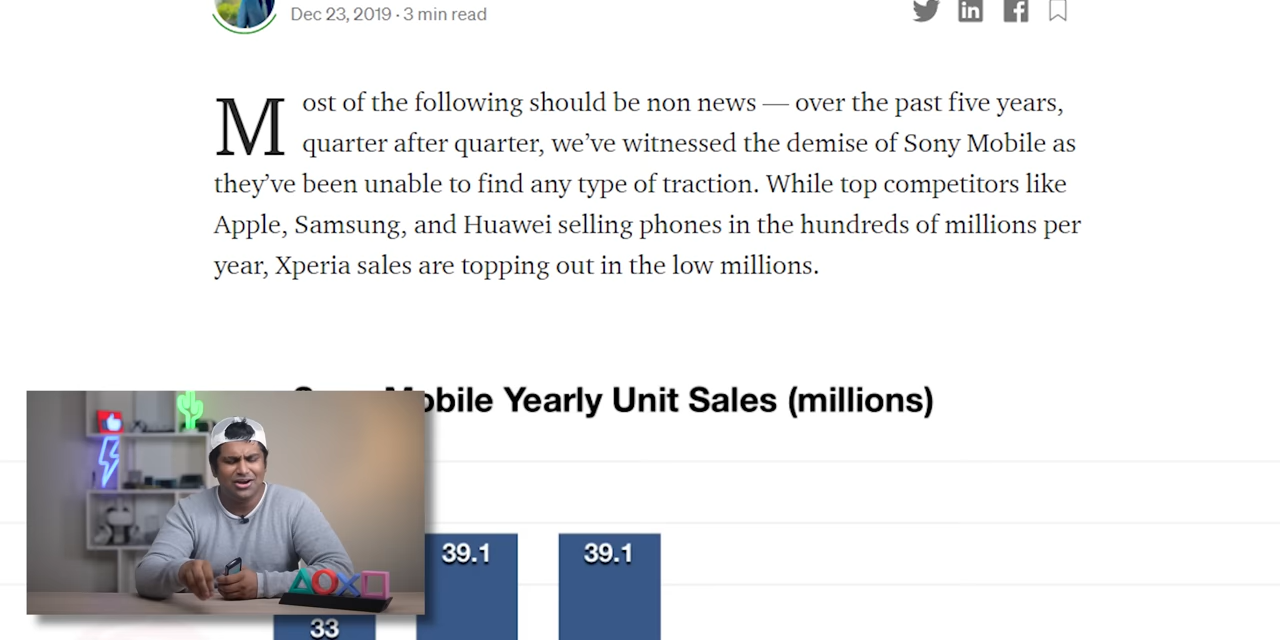 Dec 23, 2019 · 3 min read
Most of the following should be non news — over the past five years,
quarter after quarter, we’ve witnessed the demise of Sony Mobile as
they’ve been unable to find any type of traction. While top competitors like
Apple, Samsung, and Huawei selling phones in the hundreds of millions per
year, Xperia sales are topping out in the low millions.
Mobile Yearly Unit Sales (millions)
39.1
39.1
33